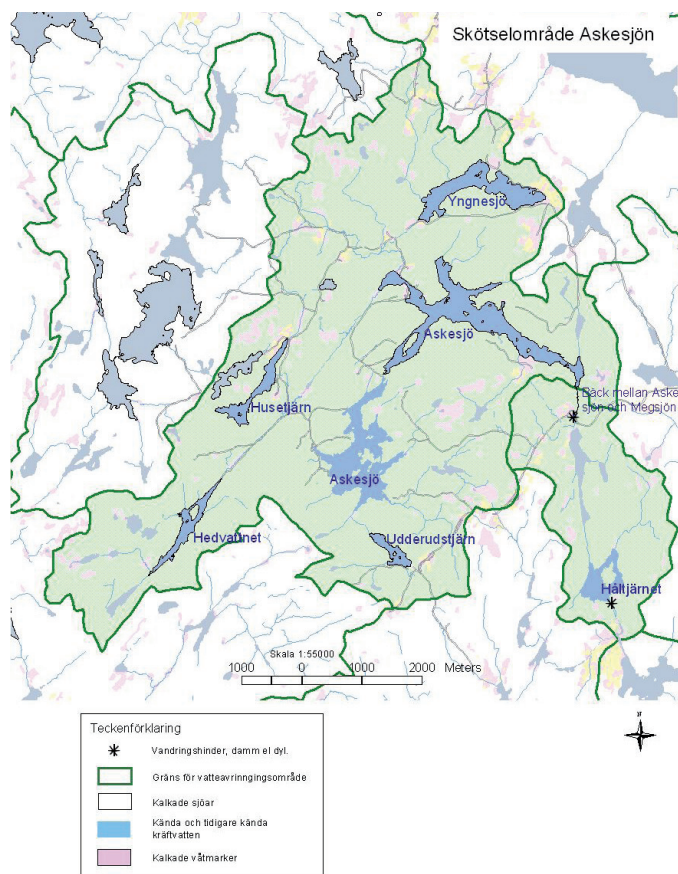 Skötselområde Askesjön
Yngnesjö
Askesjö
Bäck mellan Aske
sjön och Megsjön
Husetjärn
Askesjö
Hedvattnet
Udderudstjärn
Håltjärnet
Skala 1:55000
1000 0 1000 2000 Meters
Teckenförklaring
Vandringshinder, damm el dyl.
Gräns för vatteavrinningingsområde
Kalkade sjöar
Kända och tidigare kända
kräftvatten
Kalkade våtmarker